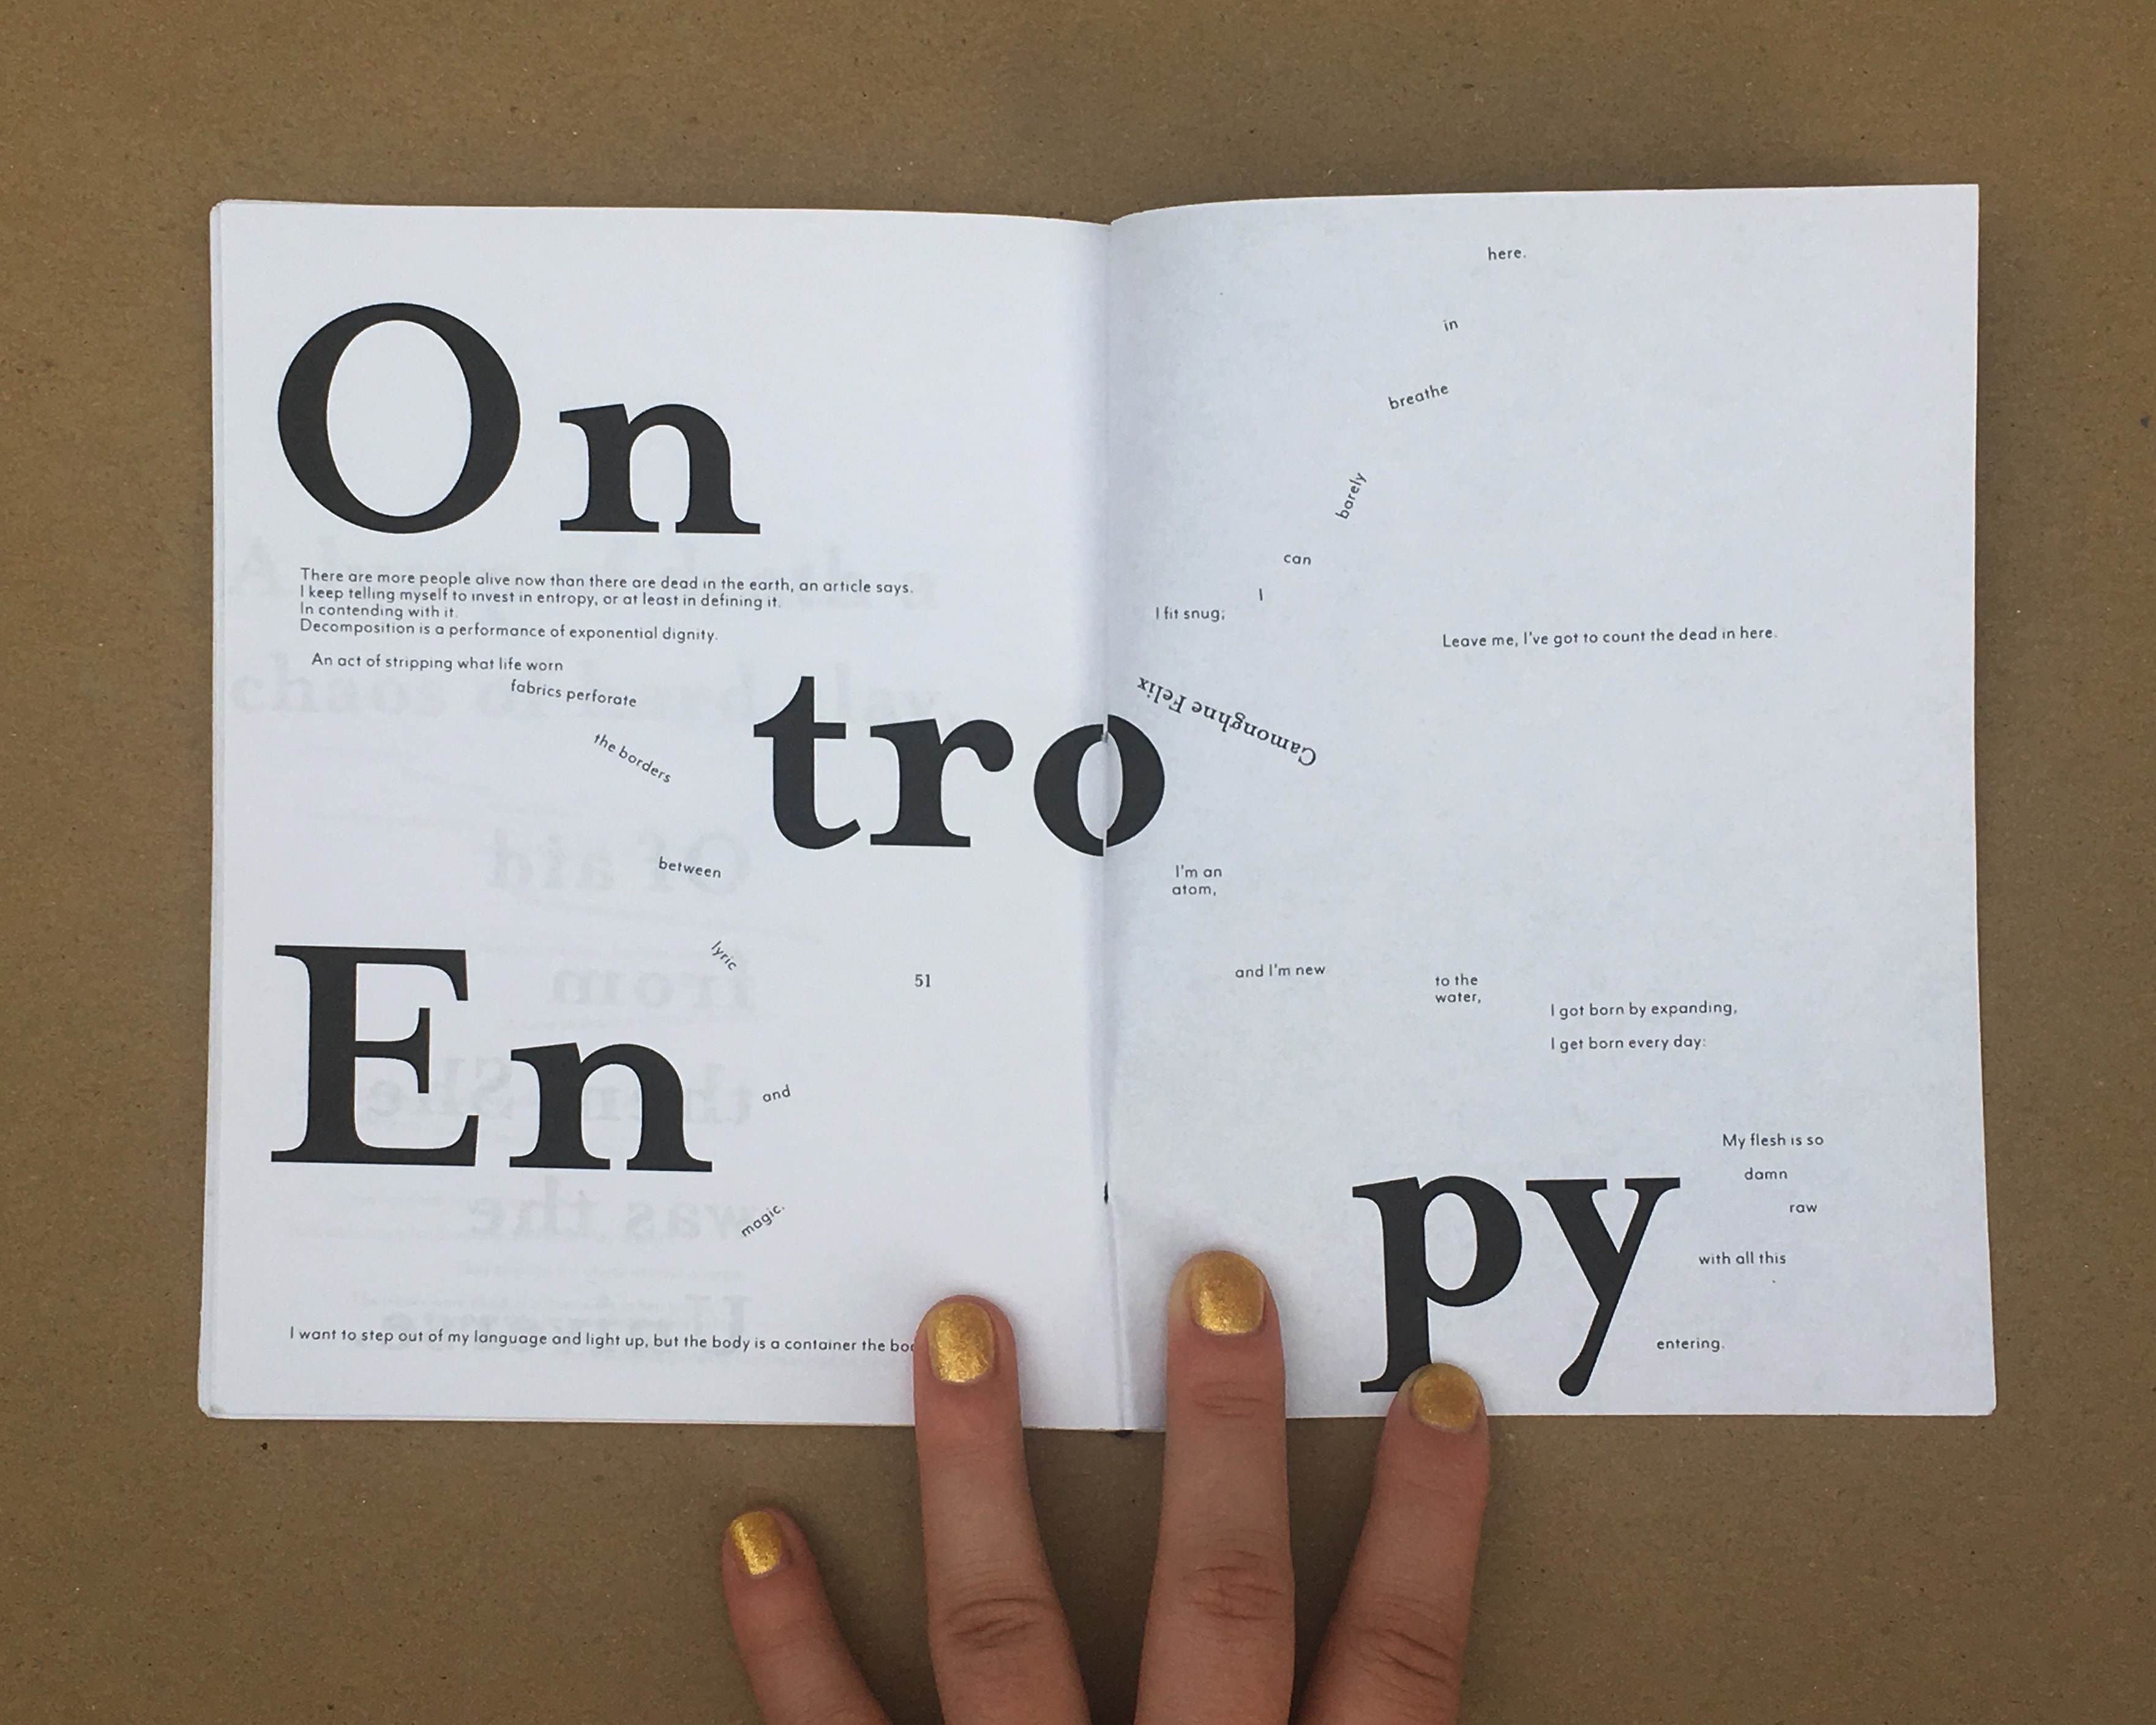 On
There are more people alive now than there are dead in the earth, an article says.
I keep telling myself to invest in entropy, or at least in defining it.
In contending with it.
Decomposition is a performance of exponential dignity.
An act of stripping what life worn
fabrics perforate
the borders
between
lyric
and
magic.
En
tro
py
51
I want to step out of my language and light up, but the body is a container the
here.
in
breathe
barely
can
I
I fit snug;
Leave me, I've got to count the dead in here.
Camonghne Felix
I'm an
atom,
and I'm new
to the
water,
I got born by expanding,
I get born every day:
My flesh is so
damn
raw
with all this
entering.